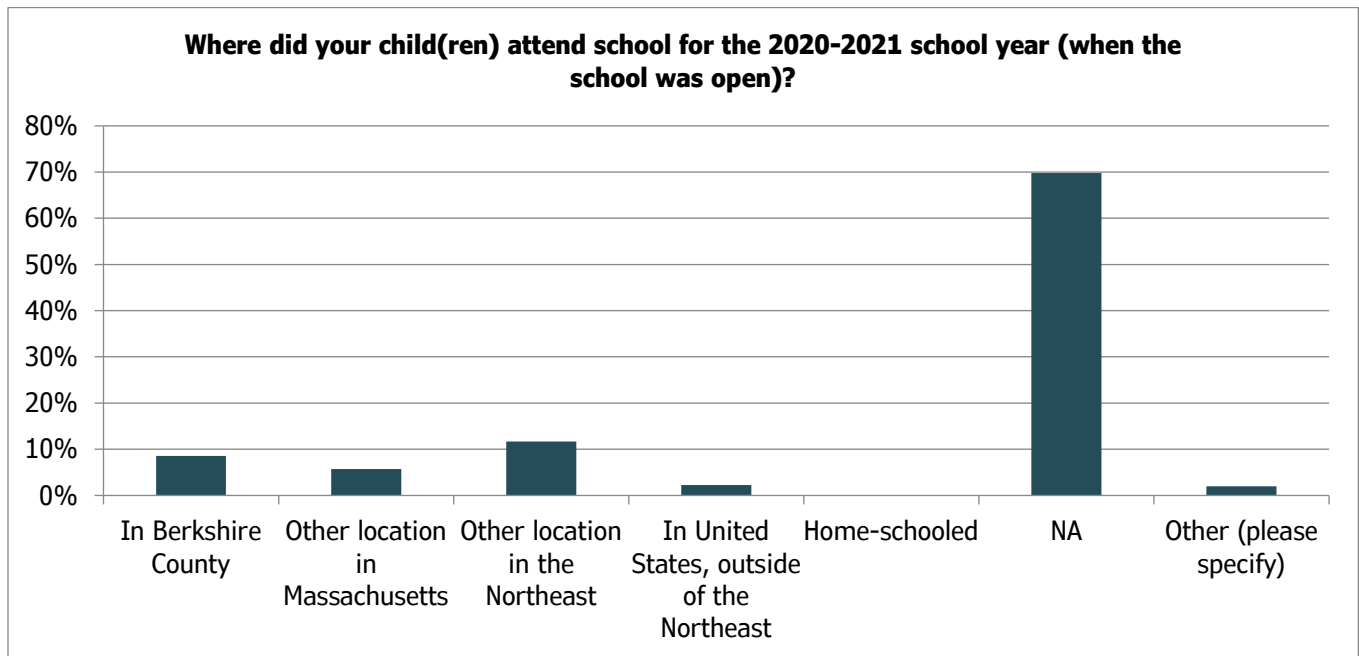 Where did your child(ren) attend school for the 2020-2021 school year (when the
school was open)?
80%
70%
60%
50%
40%
30%
20%
10%
0%
In Berkshire
County
Other location
in
Massachusetts
Other location
in the
Northeast
In United
States, outside
of the
Northeast
Home-schooled
NA
Other (please
specify)